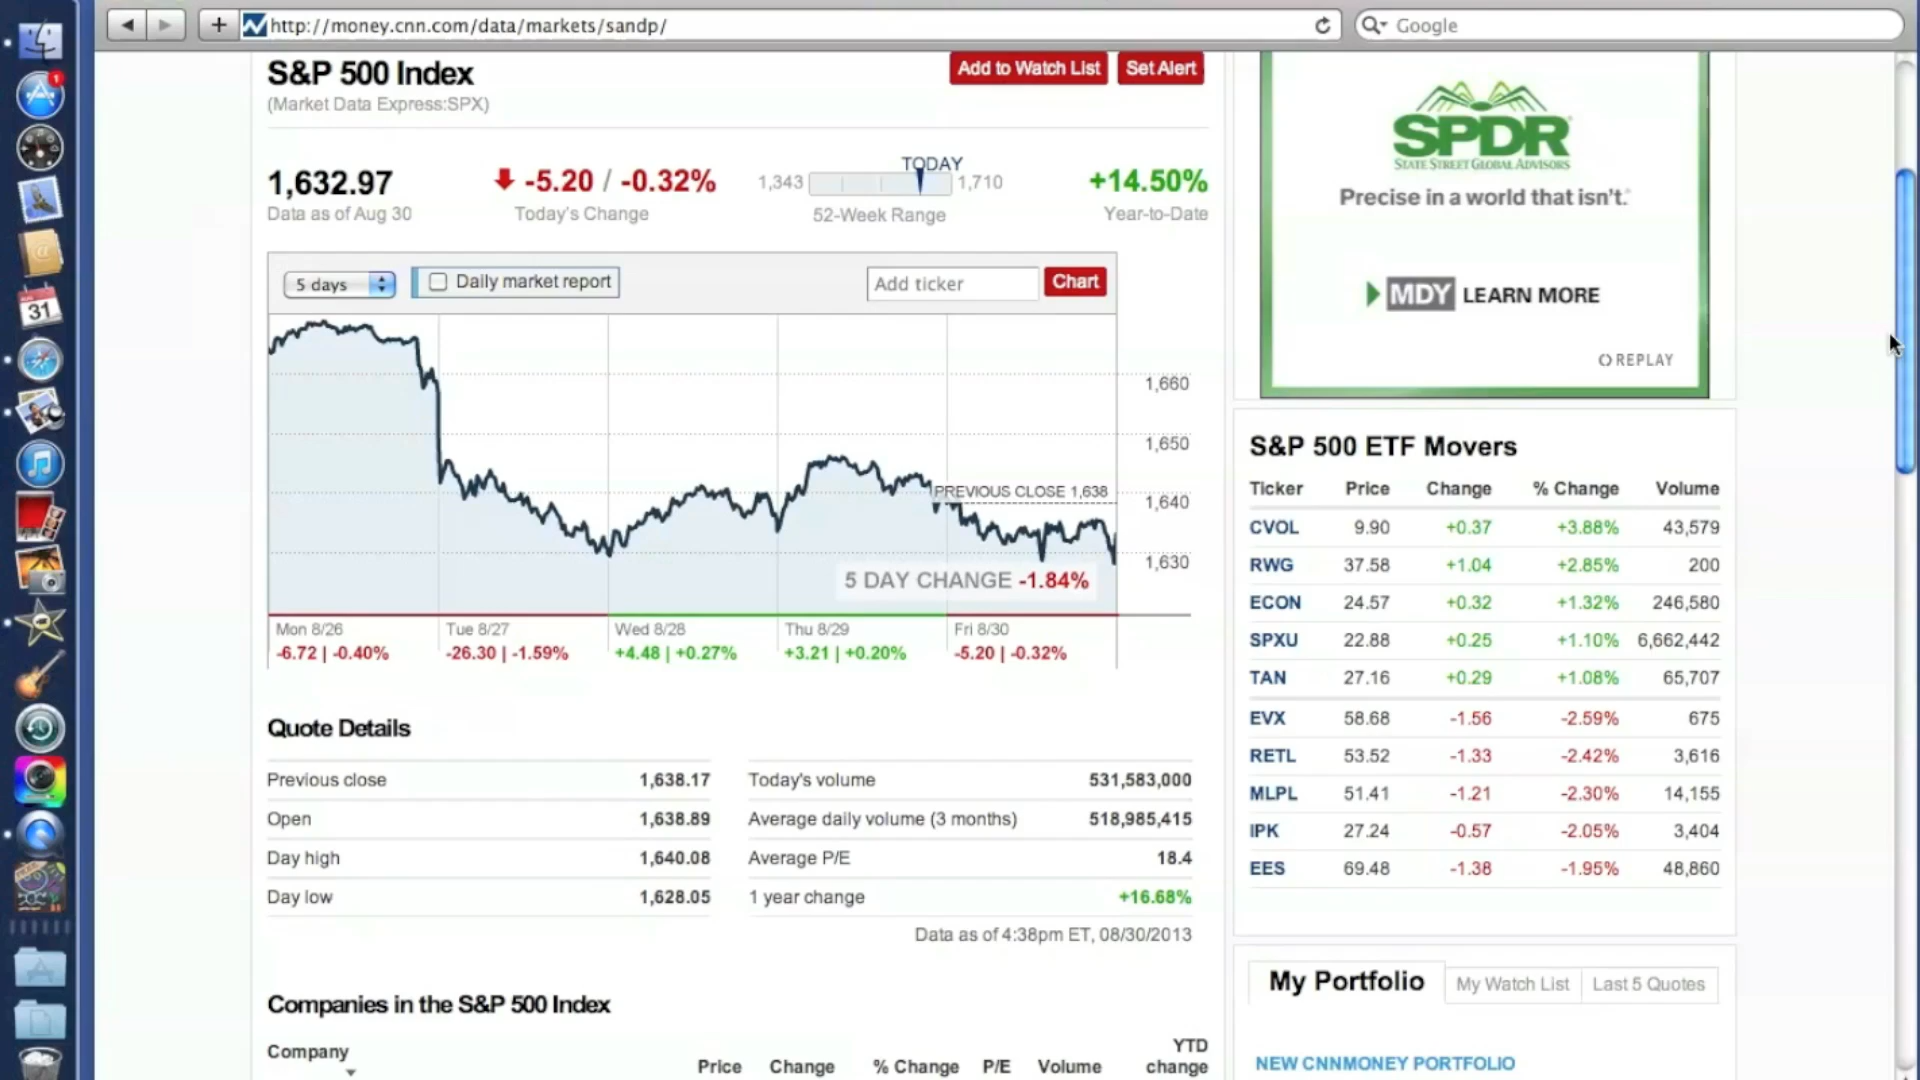 http://money.cnn.com/data/markets/sandp/
Google
S&P 500 Index
Add to Watch List
Set Alert
(Market Data Express:SPX)
1,632.97
-5.20 / -0.32%
1,343
TODAY
1,710
+14.50%
Data as of Aug 30
Today's Change
52-Week Range
Year-to-Date
5 days
Daily market report
Add ticker
Chart
1,660
1,650
PREVIOUS CLOSE 1,638
1,640
1,630
5 DAY CHANGE -1.84%
Mon 8/26
Tue 8/27
Wed 8/28
Thu 8/29
Fri 8/30
-6.72 | -0.40%
-26.30 | -1.59%
+4.48 | +0.27%
+3.21 | +0.20%
-5.20 | -0.32%
Quote Details
Previous close 1,638.17
Open 1,638.89
Day high 1,640.08
Day low 1,628.05
Today's volume 531,583,000
Average daily volume (3 months) 518,985,415
Average P/E 18.4
1 year change +16.68%
Data as of 4:38pm ET, 08/30/2013
Companies in the S&P 500 Index
Company Price Change % Change P/E Volume YTD change
SPDR
STATE STREET GLOBAL ADVISORS
Precise in a world that isn't.®
MDY LEARN MORE
REPLAY
S&P 500 ETF Movers
Ticker Price Change % Change Volume
CVOL 9.90 +0.37 +3.88% 43,579
RWG 37.58 +1.04 +2.85% 200
ECON 24.57 +0.32 +1.32% 246,580
SPXU 22.88 +0.25 +1.10% 6,662,442
TAN 27.16 +0.29 +1.08% 65,707
EVX 58.68 -1.56 -2.59% 675
RETL 53.52 -1.33 -2.42% 3,616
MLPL 51.41 -1.21 -2.30% 14,155
IPK 27.24 -0.57 -2.05% 3,404
EES 69.48 -1.38 -1.95% 48,860
My Portfolio
My Watch List
Last 5 Quotes
NEW CNNMONEY PORTFOLIO
1
31